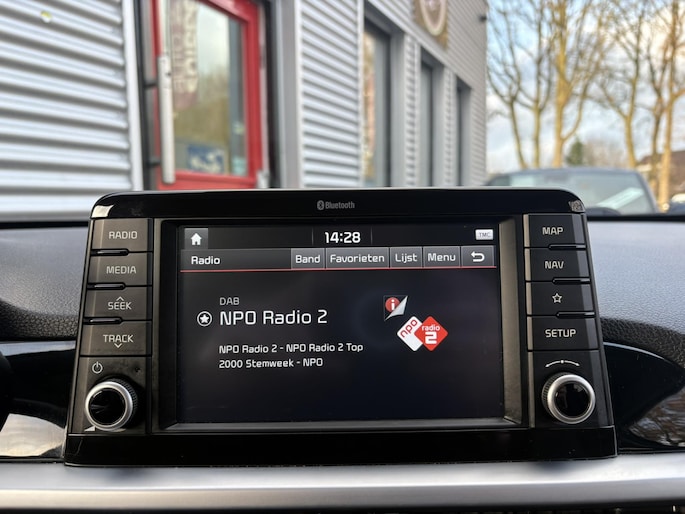 Bluetooth
RADIO
MEDIA
SEEK
TRACK
14:28
TMC
Radio
Band
Favorieten
Lijst
Menu
DAB
NPO Radio 2
NPO Radio 2 - NPO Radio 2 Top
2000 Stemweek - NPO
i
npo
radio
2
MAP
NAV
SETUP